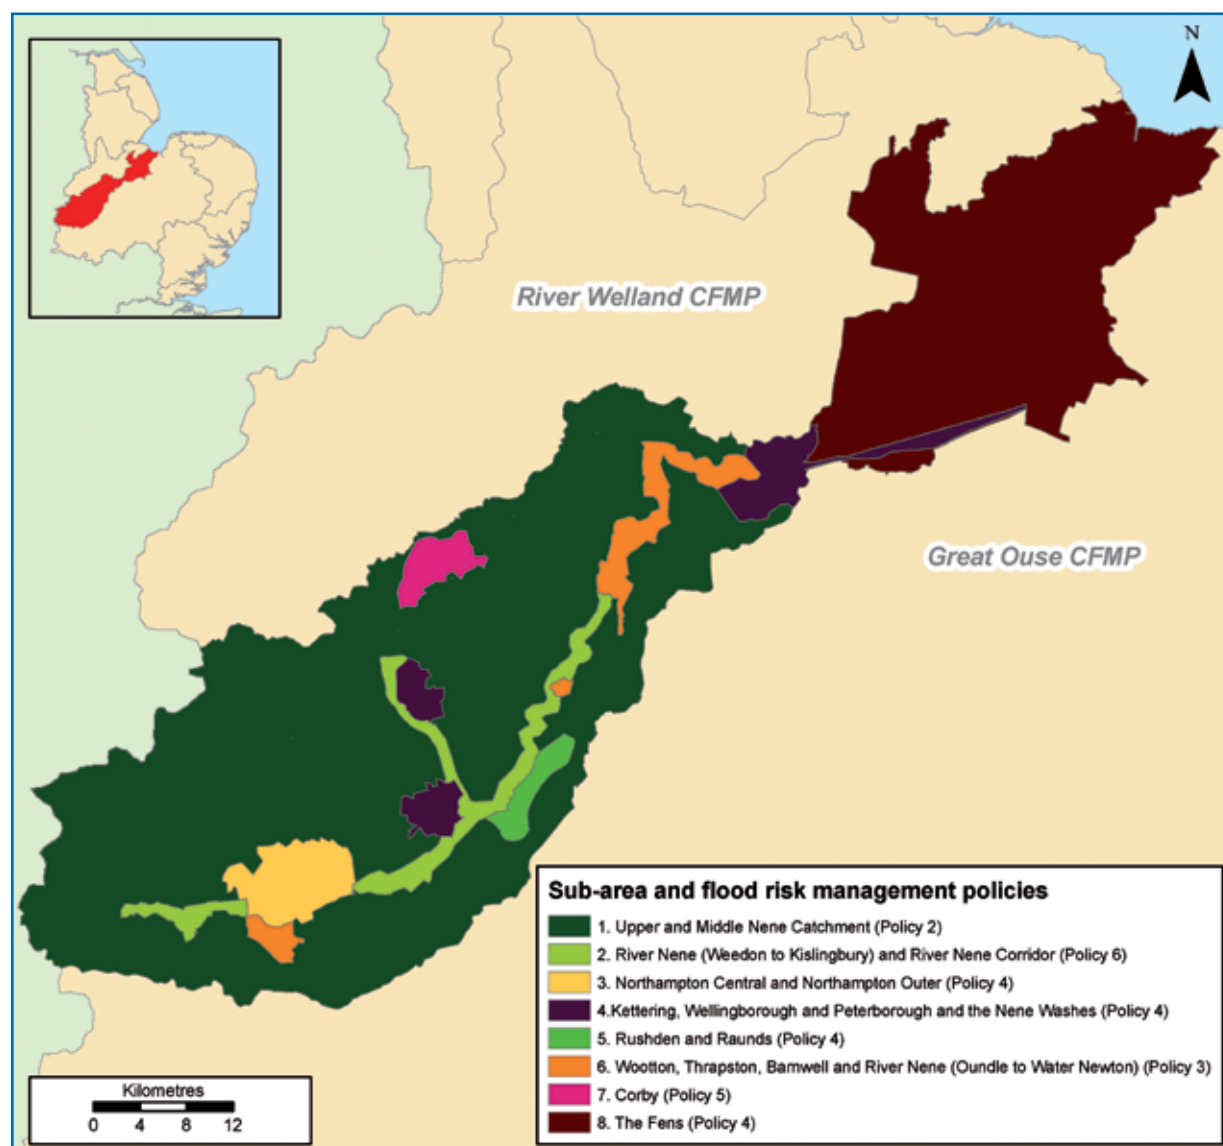 N
River Welland CFMP
Great Ouse CFMP
Sub-area and flood risk management policies
1. Upper and Middle Nene Catchment (Policy 2)
2. River Nene (Weedon to Kislingbury) and River Nene Corridor (Policy 6)
3. Northampton Central and Northampton Outer (Policy 4)
4.Kettering, Wellingborough and Peterborough and the Nene Washes (Policy 4)
5. Rushden and Raunds (Policy 4)
6. Wootton, Thrapston, Barnwell and River Nene (Oundle to Water Newton) (Policy 3)
7. Corby (Policy 5)
8. The Fens (Policy 4)
Kilometres
0 4 8 12